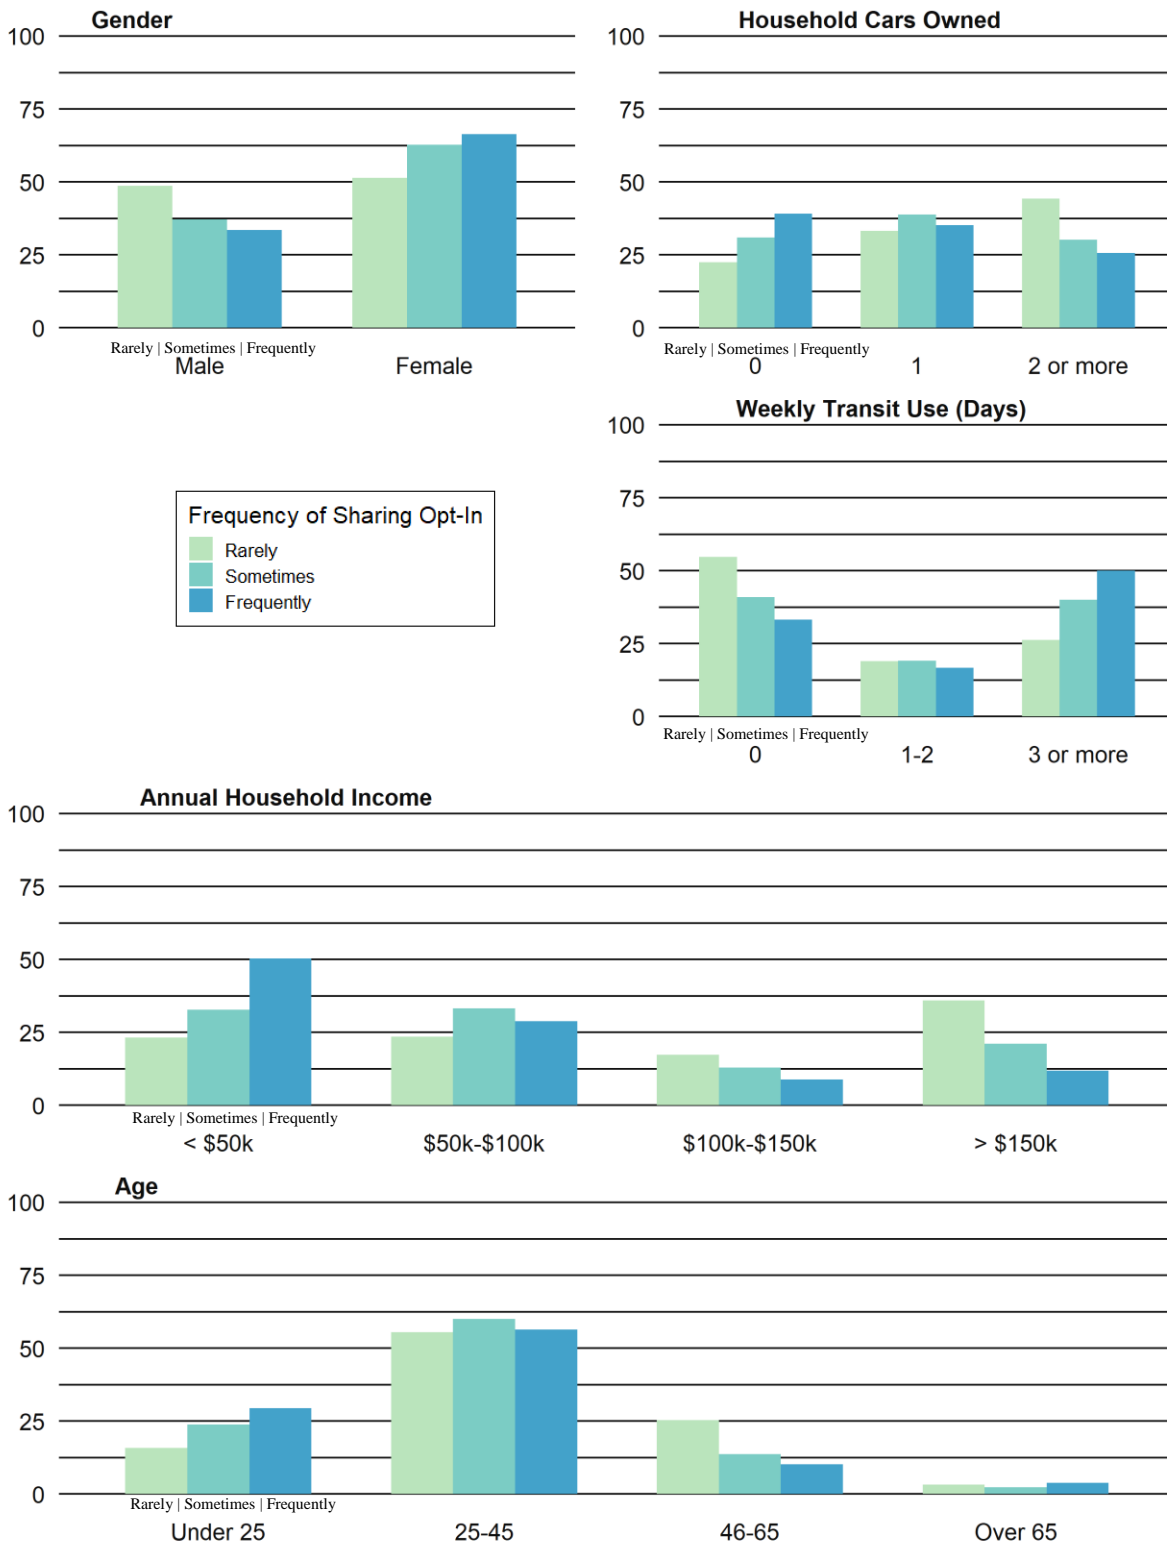 Gender
100
75
50
25
0
Rarely | Sometimes | Frequently
Male Female
Household Cars Owned
100
75
50
25
0
Rarely | Sometimes | Frequently
0 1 2 or more
Frequency of Sharing Opt-In
Rarely
Sometimes
Frequently
Weekly Transit Use (Days)
100
75
50
25
0
Rarely | Sometimes | Frequently
0 1-2 3 or more
Annual Household Income
100
75
50
25
0
Rarely | Sometimes | Frequently
< $50k $50k-$100k $100k-$150k > $150k
Age
100
75
50
25
0
Rarely | Sometimes | Frequently
Under 25 25-45 46-65 Over 65